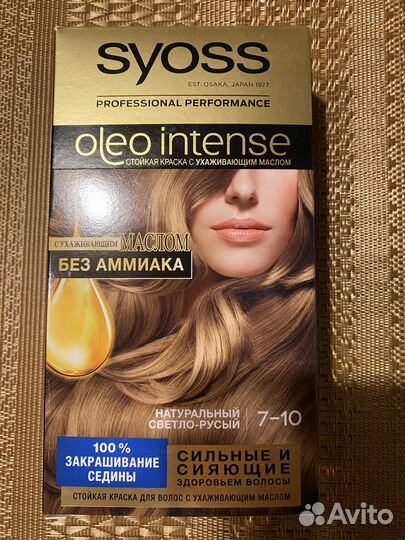 syoss
EST. OSAKA, JAPAN 1977
PROFESSIONAL PERFORMANCE
oleo intense
СТОЙКАЯ КРАСКА С УХАЖИВАЮЩИМ МАСЛОМ
С УХАЖИВАЮЩИМ МАСЛОМ
БЕЗ АММИАКА
НАТУРАЛЬНЫЙ
СВЕТЛО-РУСЫЙ 7-10
100 %
ЗАКРАШИВАНИЕ
СЕДИНЫ
СИЛЬНЫЕ И
СИЯЮЩИЕ
ЗДОРОВЬЕМ ВОЛОСЫ
СТОЙКАЯ КРАСКА ДЛЯ ВОЛОС С УХАЖИВАЮЩИМ МАСЛОМ
Avito